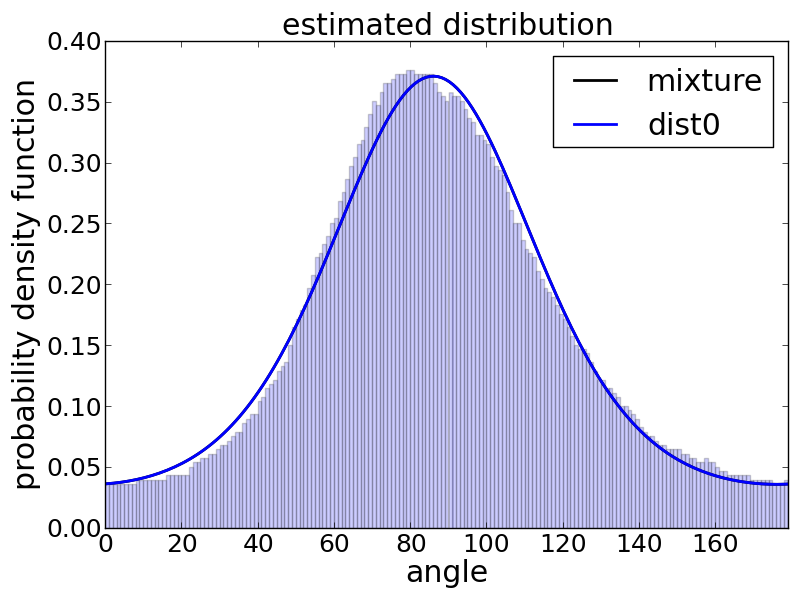 estimated distribution
probability density function
0.40
0.35
0.30
0.25
0.20
0.15
0.10
0.05
0.00
mixture
dist0
0 20 40 60 80 100 120 140 160
angle